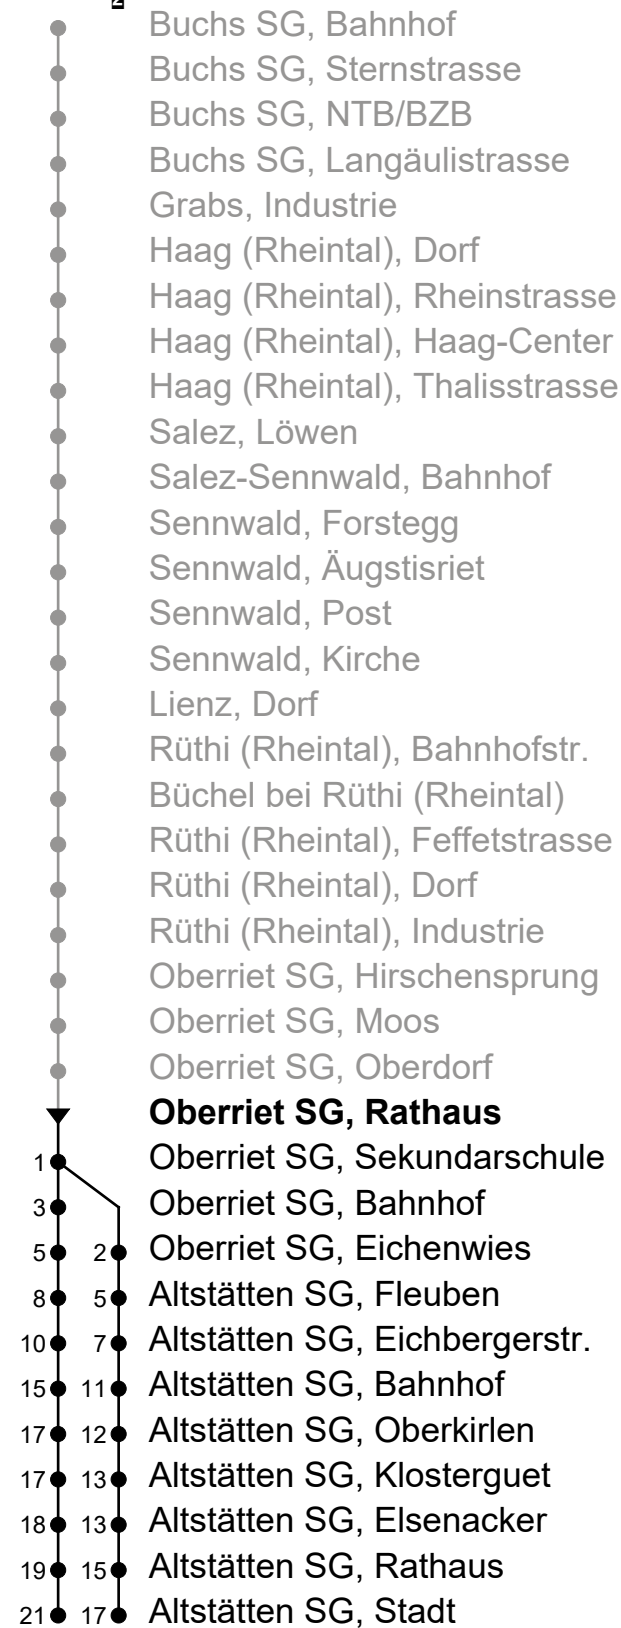 Buchs SG, Bahnhof
Buchs SG, Sternstrasse
Buchs SG, NTB/BZB
Buchs SG, Langäulistrasse
Grabs, Industrie
Haag (Rheintal), Dorf
Haag (Rheintal), Rheinstrasse
Haag (Rheintal), Haag-Center
Haag (Rheintal), Thalisstrasse
Salez, Löwen
Salez-Sennwald, Bahnhof
Sennwald, Forstegg
Sennwald, Äugstisriet
Sennwald, Post
Sennwald, Kirche
Lienz, Dorf
Rüthi (Rheintal), Bahnhofstr.
Büchel bei Rüthi (Rheintal)
Rüthi (Rheintal), Feffetstrasse
Rüthi (Rheintal), Dorf
Rüthi (Rheintal), Industrie
Oberriet SG, Hirschensprung
Oberriet SG, Moos
Oberriet SG, Oberdorf
Oberriet SG, Rathaus
1 Oberriet SG, Sekundarschule
3 Oberriet SG, Bahnhof
5 2 Oberriet SG, Eichenwies
8 5 Altstätten SG, Fleuben
10 7 Altstätten SG, Eichbergerstr.
15 11 Altstätten SG, Bahnhof
17 12 Altstätten SG, Oberkirlen
17 13 Altstätten SG, Klosterguet
18 13 Altstätten SG, Elsenacker
19 15 Altstätten SG, Rathaus
21 17 Altstätten SG, Stadt